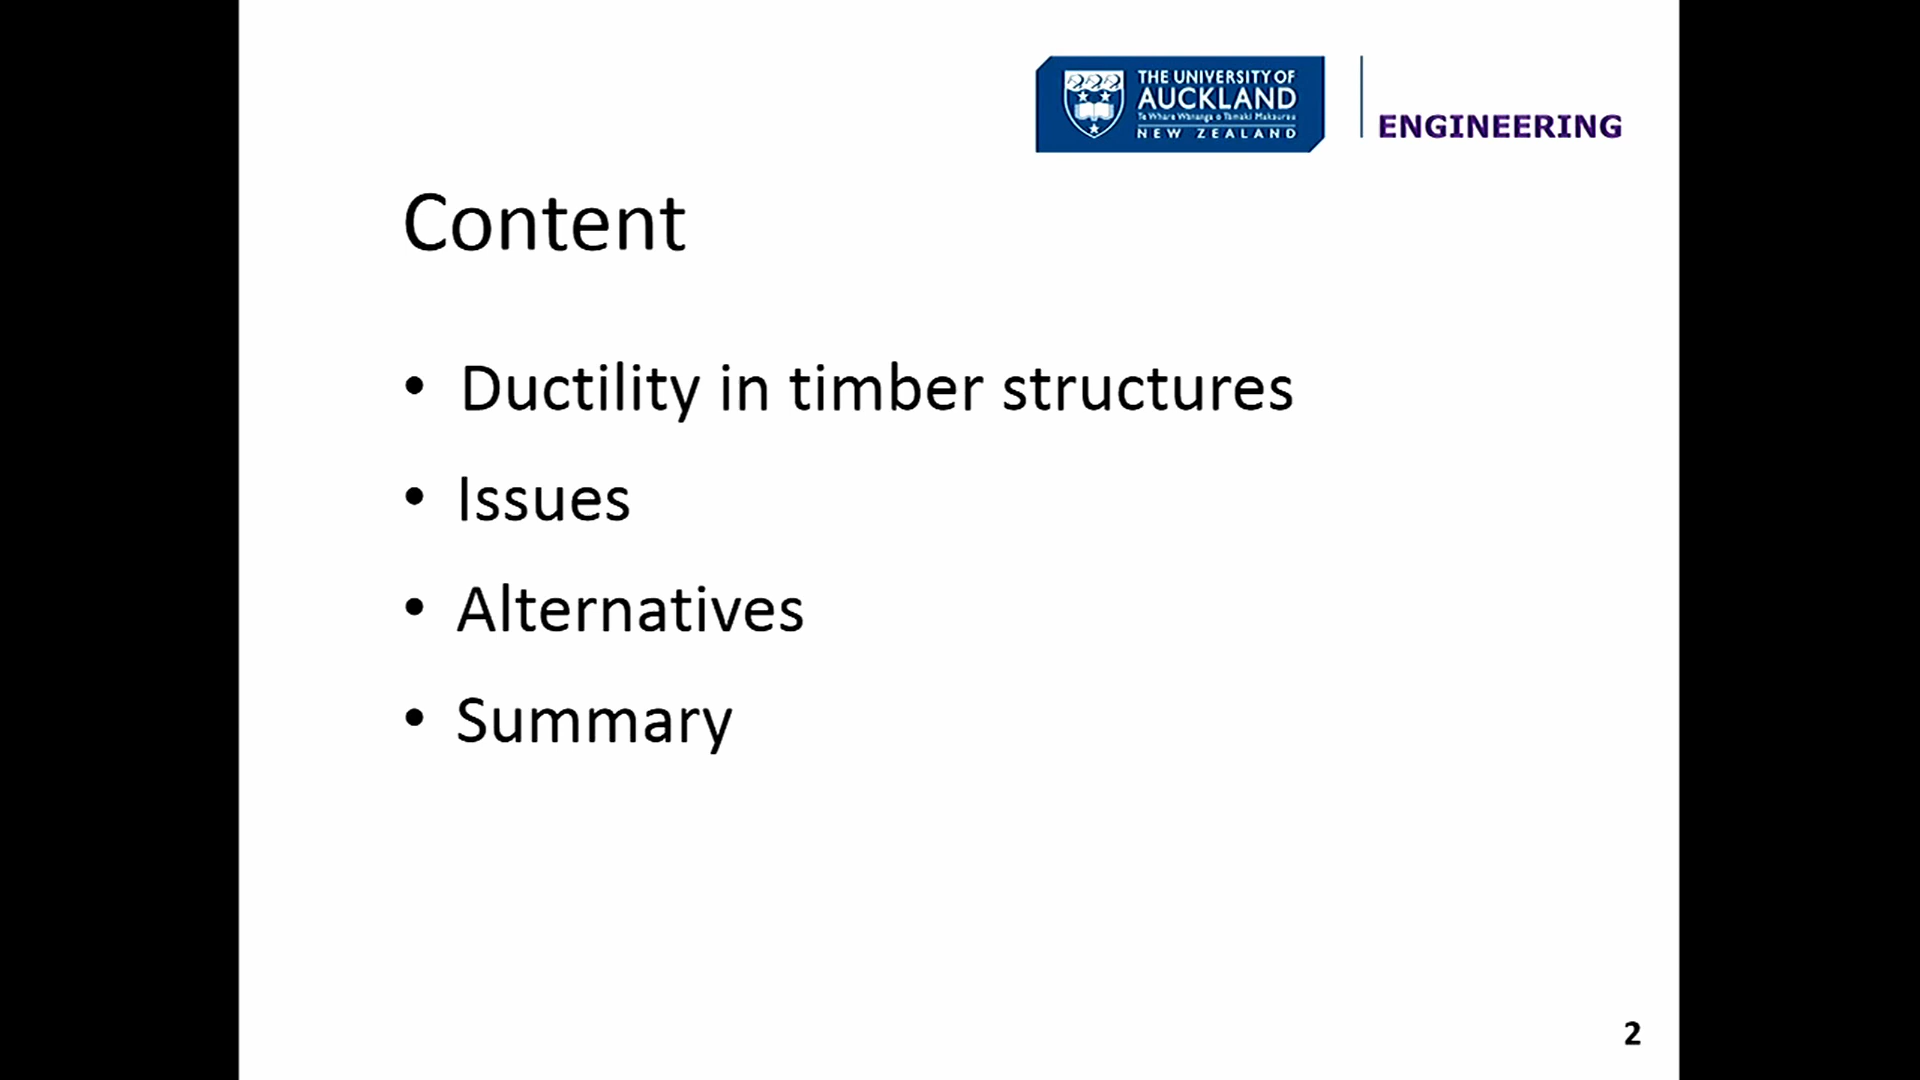 THE UNIVERSITY OF
AUCKLAND
Te Whare Wānanga o Tāmaki Makaurau
NEW ZEALAND
ENGINEERING
Content
• Ductility in timber structures
• Issues
• Alternatives
• Summary
2